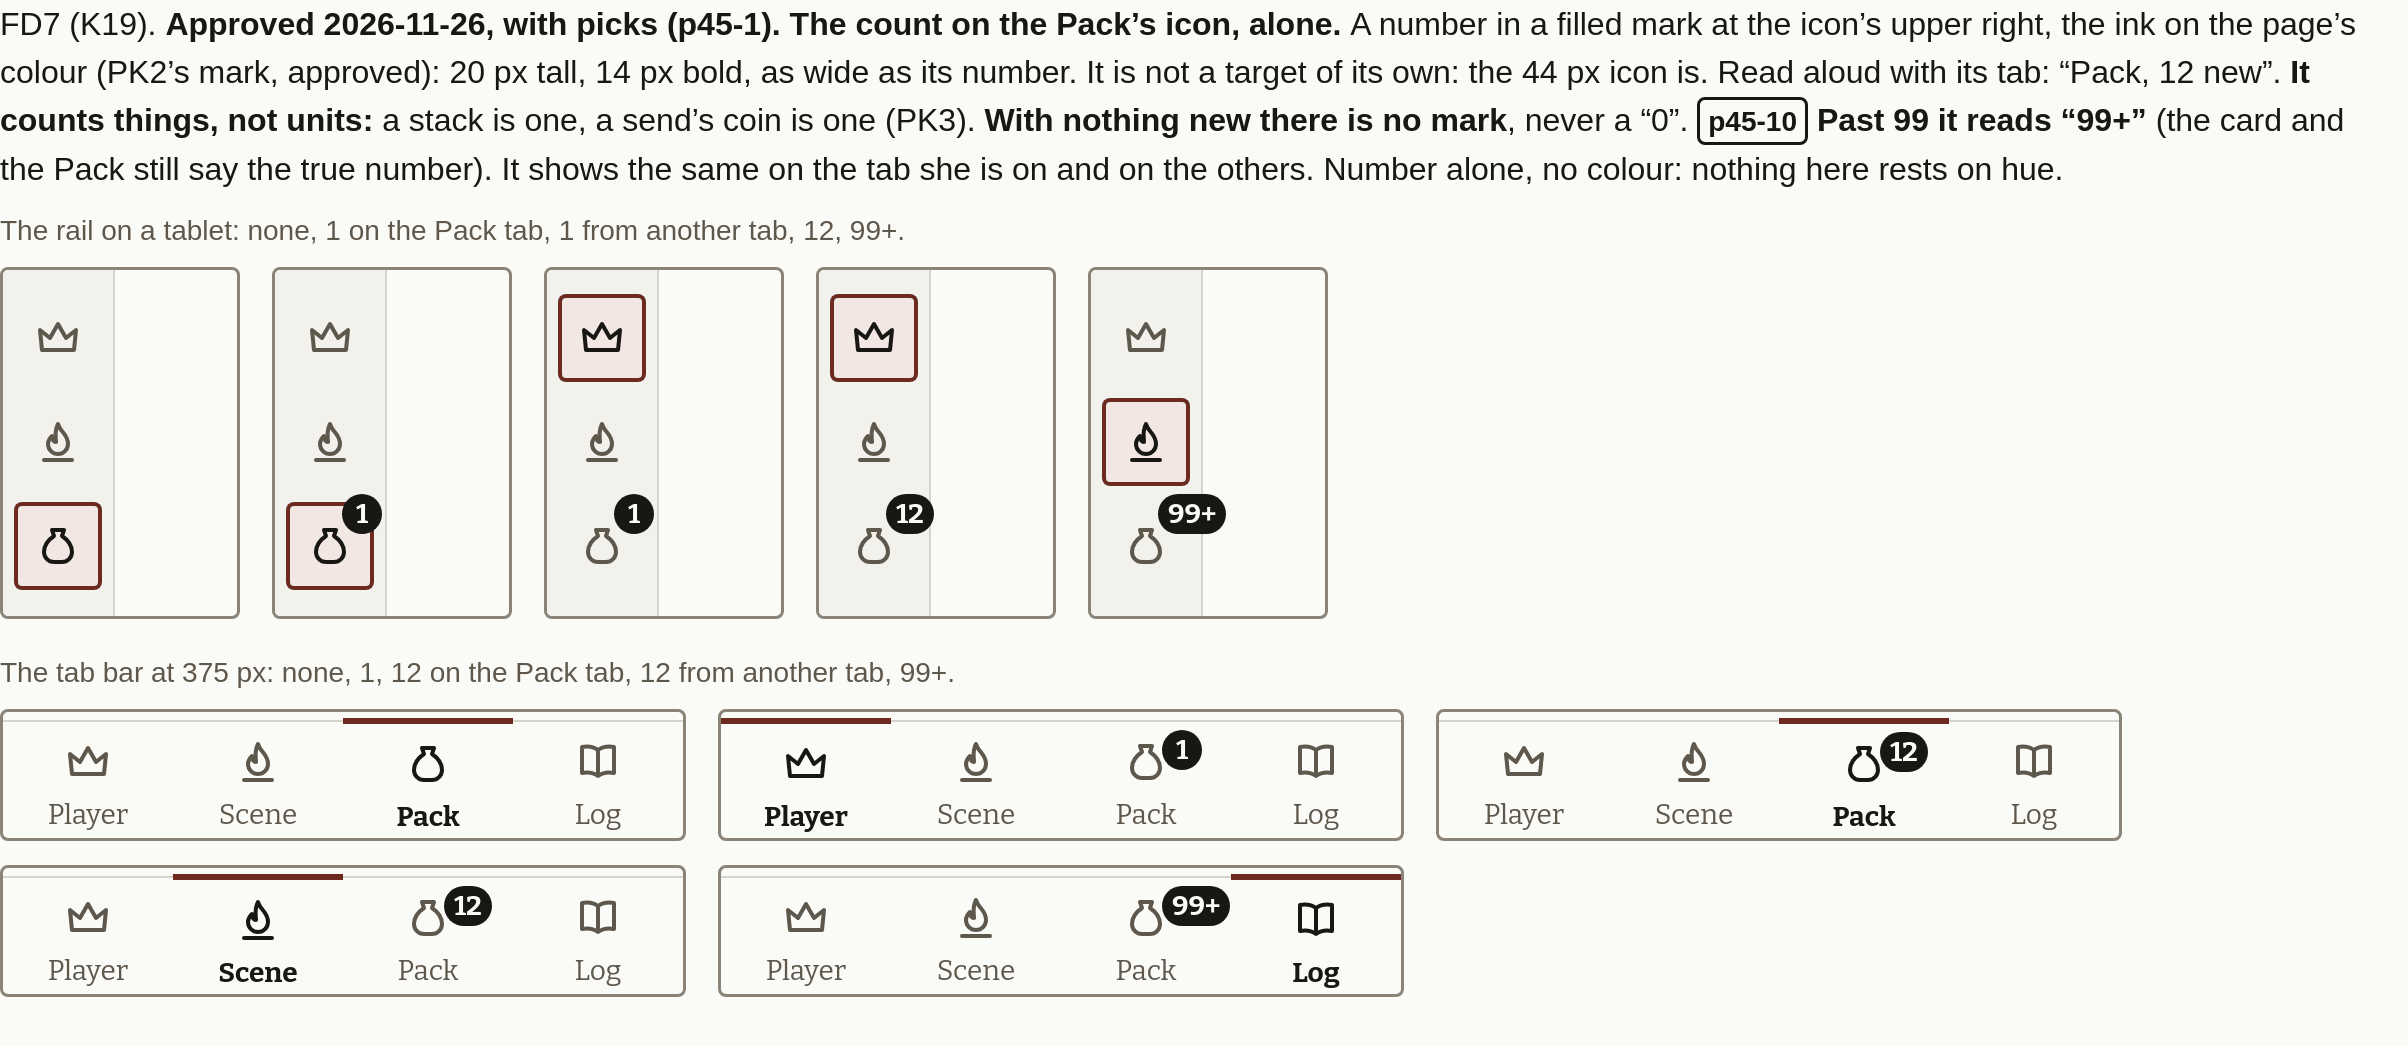 FD7 (K19). Approved 2026-11-26, with picks (p45-1). The count on the Pack’s icon, alone. A number in a filled mark at the icon’s upper right, the ink on the page’s
colour (PK2’s mark, approved): 20 px tall, 14 px bold, as wide as its number. It is not a target of its own: the 44 px icon is. Read aloud with its tab: “Pack, 12 new”. It
counts things, not units: a stack is one, a send’s coin is one (PK3). With nothing new there is no mark, never a “0”. p45-10 Past 99 it reads “99+” (the card and
the Pack still say the true number). It shows the same on the tab she is on and on the others. Number alone, no colour: nothing here rests on hue.
The rail on a tablet: none, 1 on the Pack tab, 1 from another tab, 12, 99+.
1 1 12 99+
The tab bar at 375 px: none, 1, 12 on the Pack tab, 12 from another tab, 99+.
1 12
Player Scene Pack Log Player Scene Pack Log Player Scene Pack Log
12 99+
Player Scene Pack Log Player Scene Pack Log